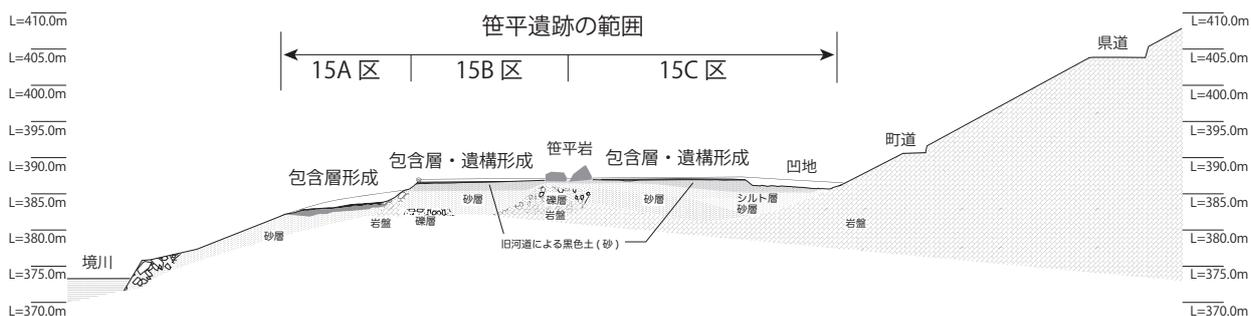 笹平遺跡の範囲
15A 区
15B 区
15C 区
L=410.0m
L=405.0m
L=400.0m
L=395.0m
L=390.0m
L=385.0m
L=380.0m
L=375.0m
L=370.0m
県道
町道
凹地
笹平岩
包含層・遺構形成
包含層・遺構形成
包含層形成
境川
砂層
岩盤
礫層
砂層
礫層
岩盤
砂層
シルト層
砂層
岩盤
旧河道による黒色土 ( 砂 )
L=410.0m
L=405.0m
L=400.0m
L=395.0m
L=390.0m
L=385.0m
L=380.0m
L=375.0m
L=370.0m